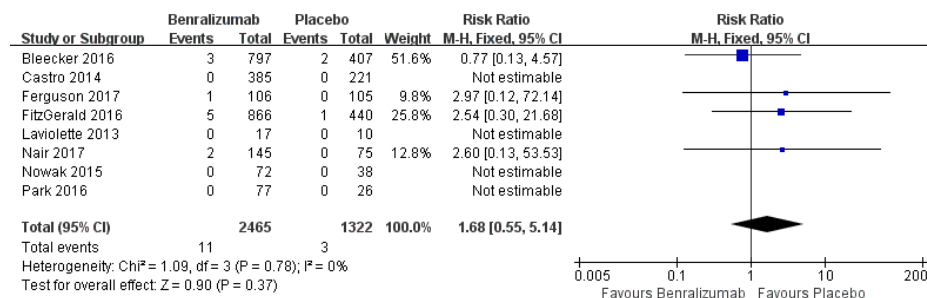 Benralizumab Placebo Risk Ratio Risk Ratio
Study or Subgroup Events Total Events Total Weight M-H, Fixed, 95% CI M-H, Fixed, 95% CI
Bleecker 2016 3 797 2 407 51.6% 0.77 [0.13, 4.57]
Castro 2014 0 385 0 221 Not estimable
Ferguson 2017 1 106 0 105 9.8% 2.97 [0.12, 72.14]
FitzGerald 2016 5 866 1 440 25.8% 2.54 [0.30, 21.68]
Laviolette 2013 0 17 0 10 Not estimable
Nair 2017 2 145 0 75 12.8% 2.60 [0.13, 53.53]
Nowak 2015 0 72 0 38 Not estimable
Park 2016 0 77 0 26 Not estimable
Total (95% CI) 2465 1322 100.0% 1.68 [0.55, 5.14]
Total events 11 3
Heterogeneity: Chi² = 1.09, df = 3 (P = 0.78); I² = 0%
Test for overall effect: Z = 0.90 (P = 0.37)
0.005 0.1 1 10 200
Favours Benralizumab Favours Placebo